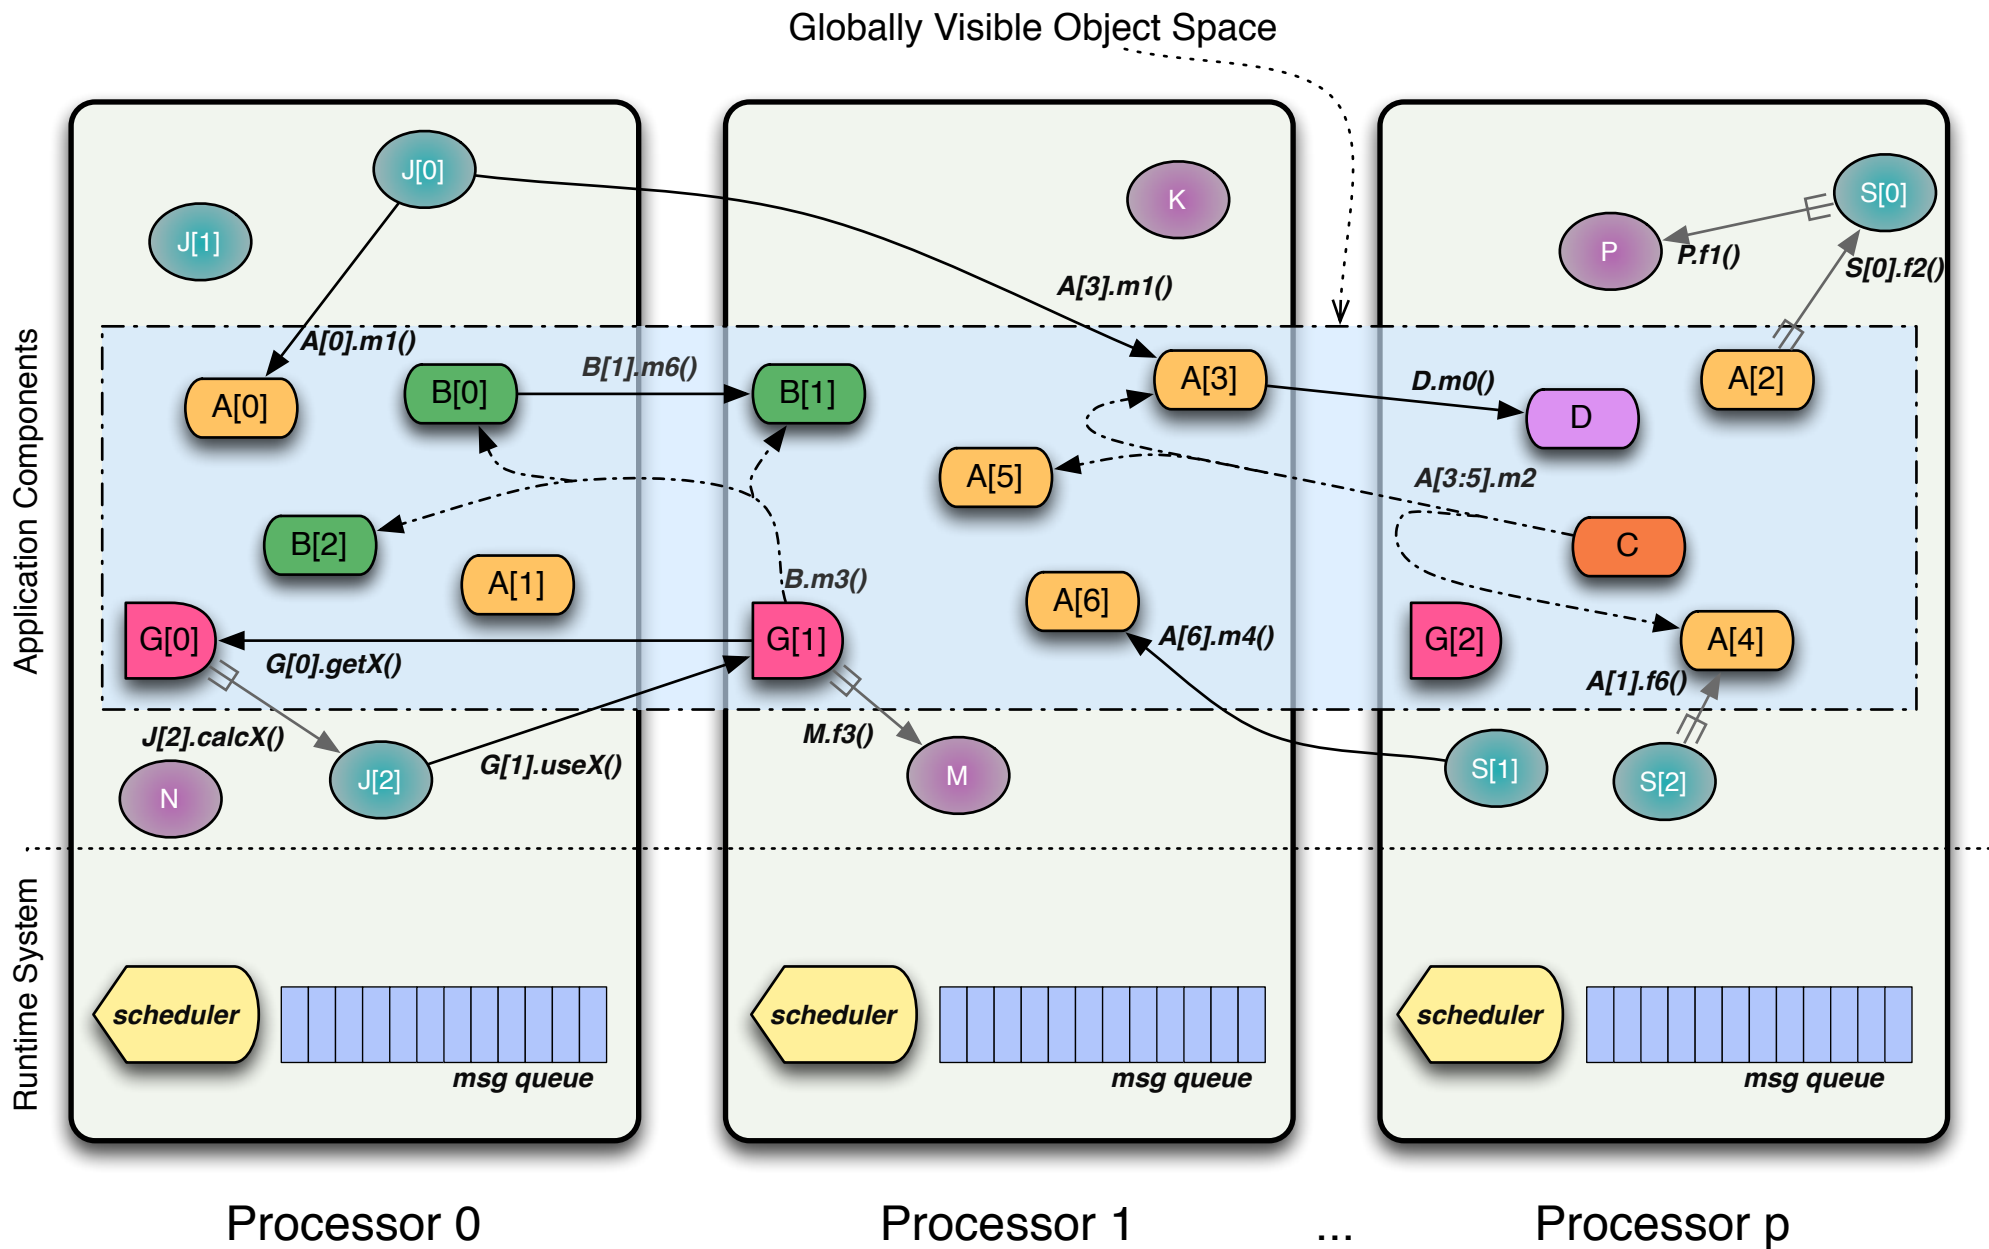 Globally Visible Object Space
Application Components
Runtime System
J[0]
J[1]
A[0].m1()
A[0]
B[0]
B[1].m6()
B[2]
A[1]
G[0]
G[0].getX()
J[2].calcX()
J[2]
N
G[1].useX()
scheduler
msg queue
Processor 0
K
A[3].m1()
B[1]
A[3]
A[5]
A[6]
B.m3()
G[1]
A[6].m4()
M.f3()
M
scheduler
msg queue
Processor 1
...
S[0]
P
P.f1()
S[0].f2()
D.m0()
D
A[2]
A[3:5].m2
C
G[2]
A[4]
A[1].f6()
S[1]
S[2]
scheduler
msg queue
Processor p